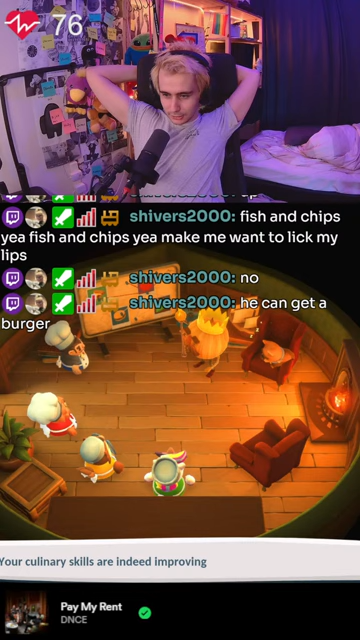 76
shivers2000: fish and chips
yea fish and chips yea make me want to lick my
lips
shivers2000: no
shivers2000: he can get a
burger
Your culinary skills are indeed improving
Pay My Rent
DNCE